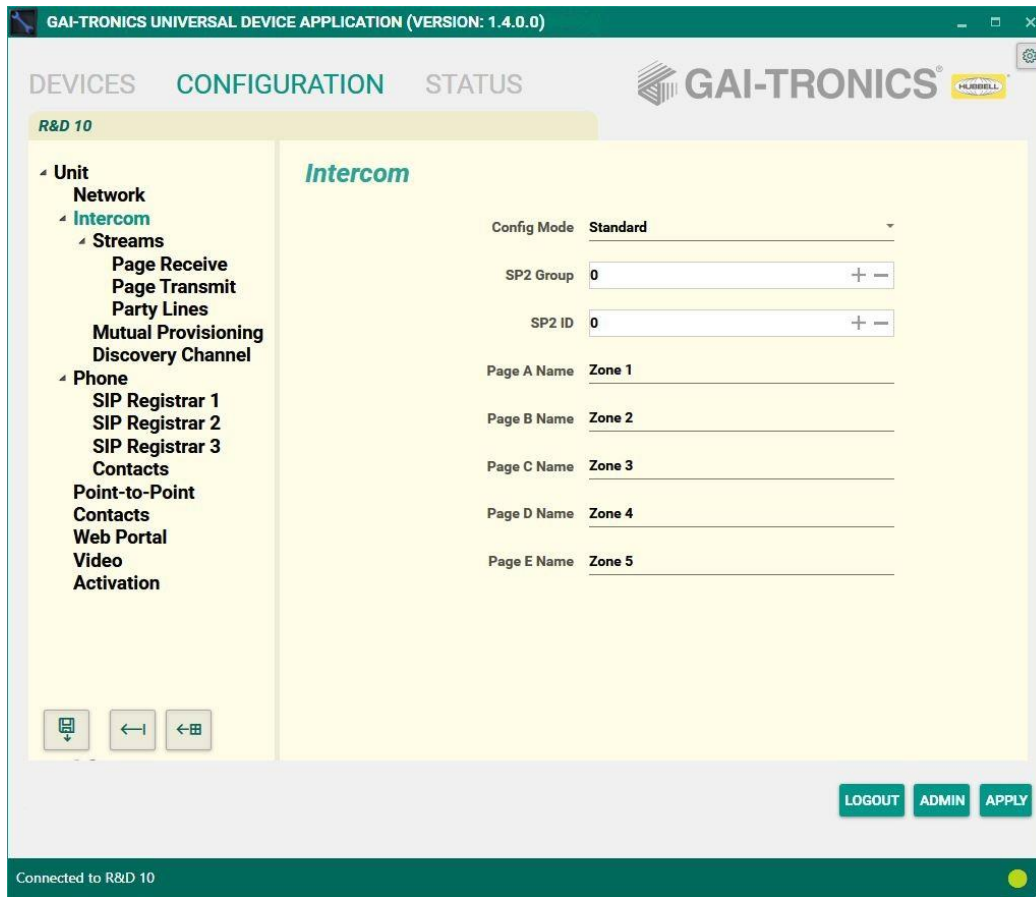 GAI-TRONICS UNIVERSAL DEVICE APPLICATION (VERSION: 1.4.0.0)
DEVICES CONFIGURATION STATUS
GAI-TRONICS®
HUBBELL
R&D 10
Unit
Network
Intercom
Streams
Page Receive
Page Transmit
Party Lines
Mutual Provisioning
Discovery Channel
Phone
SIP Registrar 1
SIP Registrar 2
SIP Registrar 3
Contacts
Point-to-Point
Contacts
Web Portal
Video
Activation
Intercom
Config Mode Standard
SP2 Group 0
SP2 ID 0
Page A Name Zone 1
Page B Name Zone 2
Page C Name Zone 3
Page D Name Zone 4
Page E Name Zone 5
LOGOUT ADMIN APPLY
Connected to R&D 10